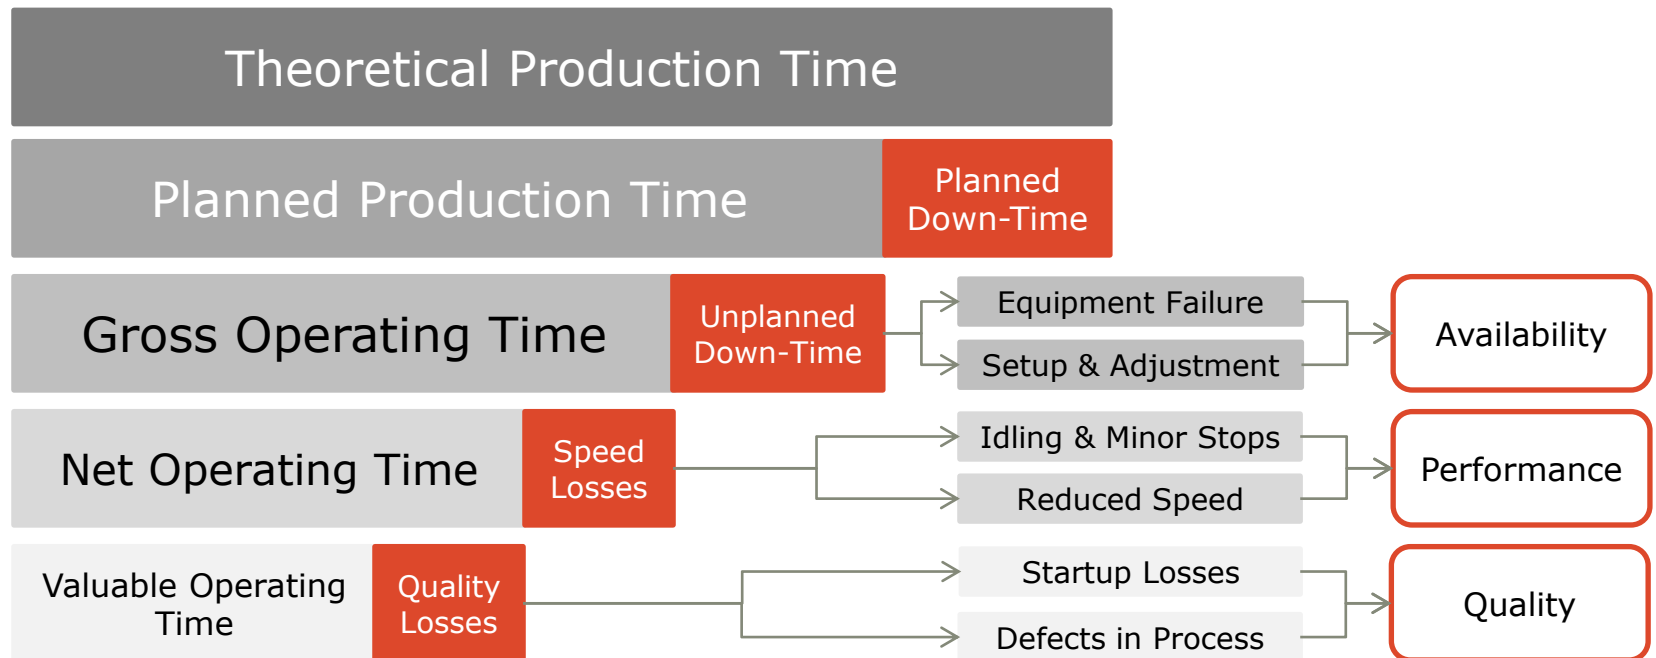 Theoretical Production Time
Planned Production Time
Planned
Down-Time
Gross Operating Time
Unplanned
Down-Time
Equipment Failure
Setup & Adjustment
Availability
Net Operating Time
Speed
Losses
Idling & Minor Stops
Reduced Speed
Performance
Valuable Operating
Time
Quality
Losses
Startup Losses
Defects in Process
Quality